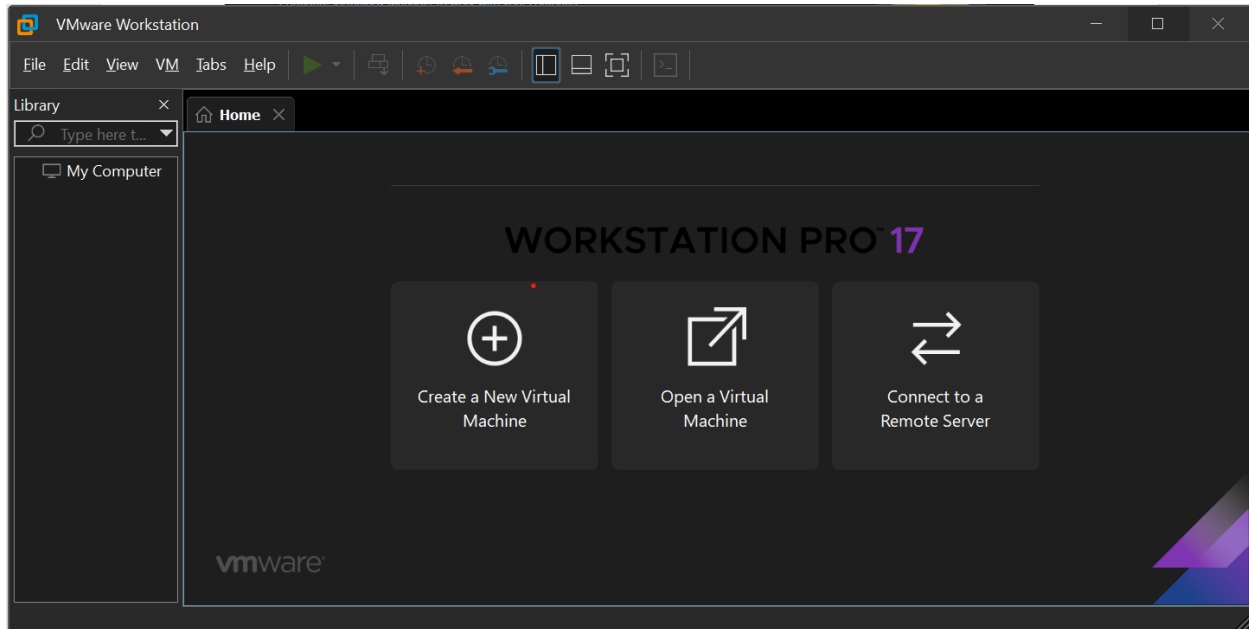 VMware Workstation
File Edit View VM Tabs Help
Library
Home
Type here t...
My Computer
WORKSTATION PRO™ 17
Create a New Virtual
Machine
Open a Virtual
Machine
Connect to a
Remote Server
vmware